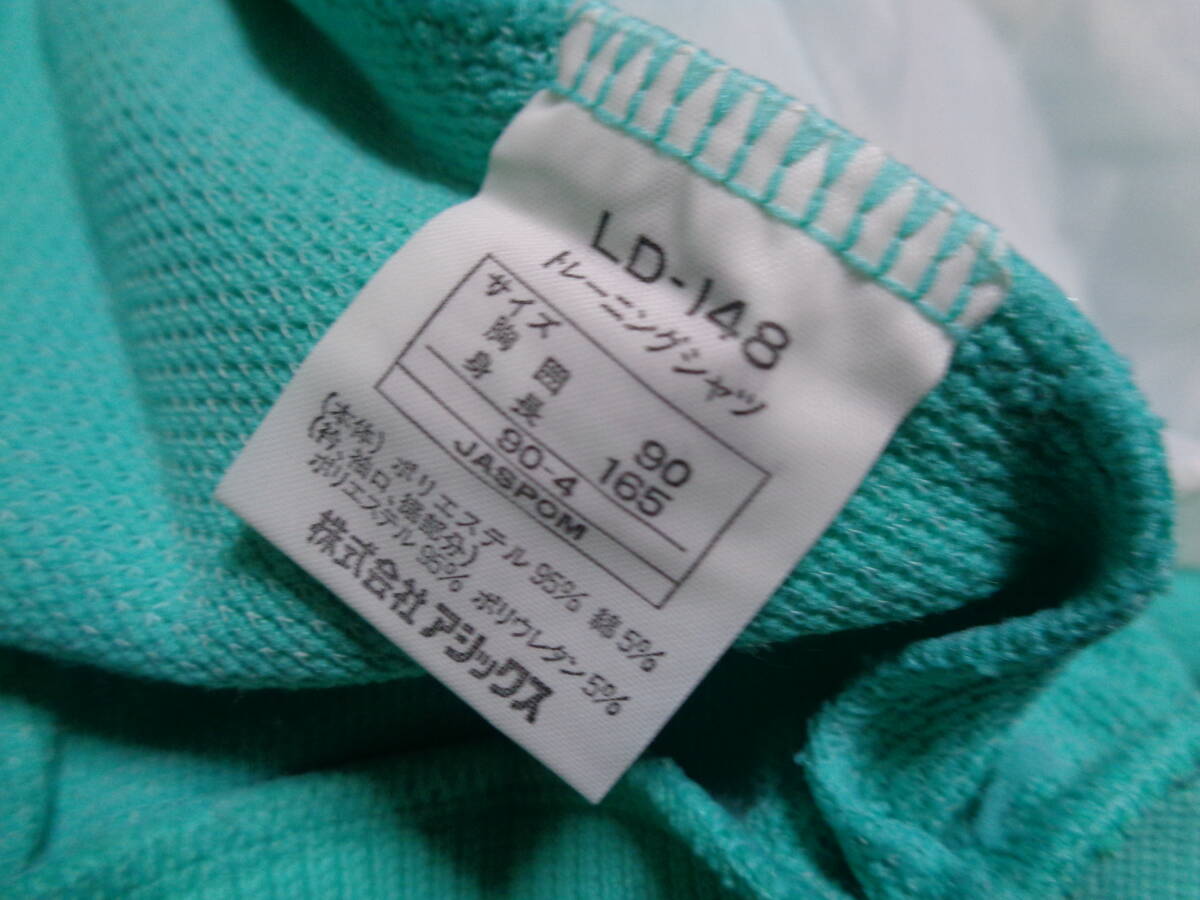 LD-148
トレーニングシャツ
サイズ
胸 囲 90
身 長 165
90-4
JASPOM
(本体) ポリエステル 95% 綿 5%
(衿、袖口、裾部分)
ポリエステル 95% ポリウレタン 5%
株式会社 アシックス